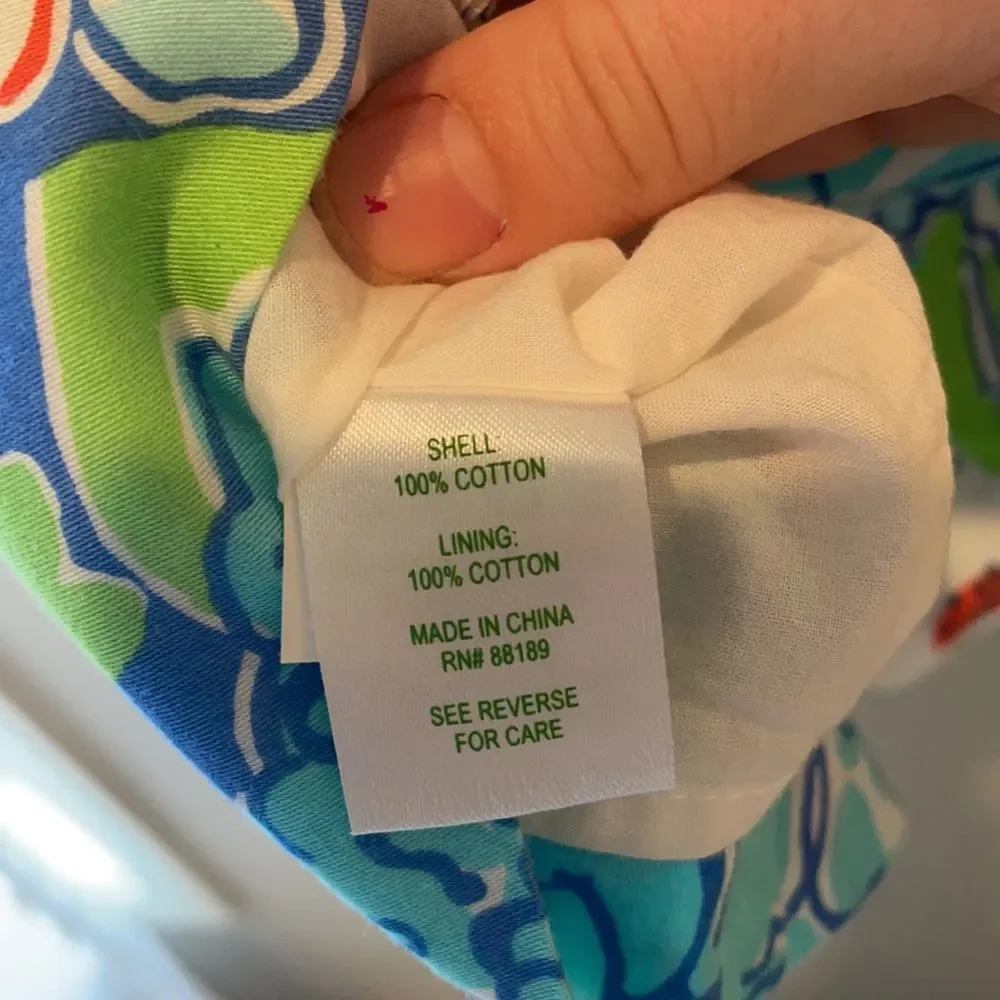 SHELL:
100% COTTON
LINING:
100% COTTON
MADE IN CHINA
RN# 88189
SEE REVERSE
FOR CARE